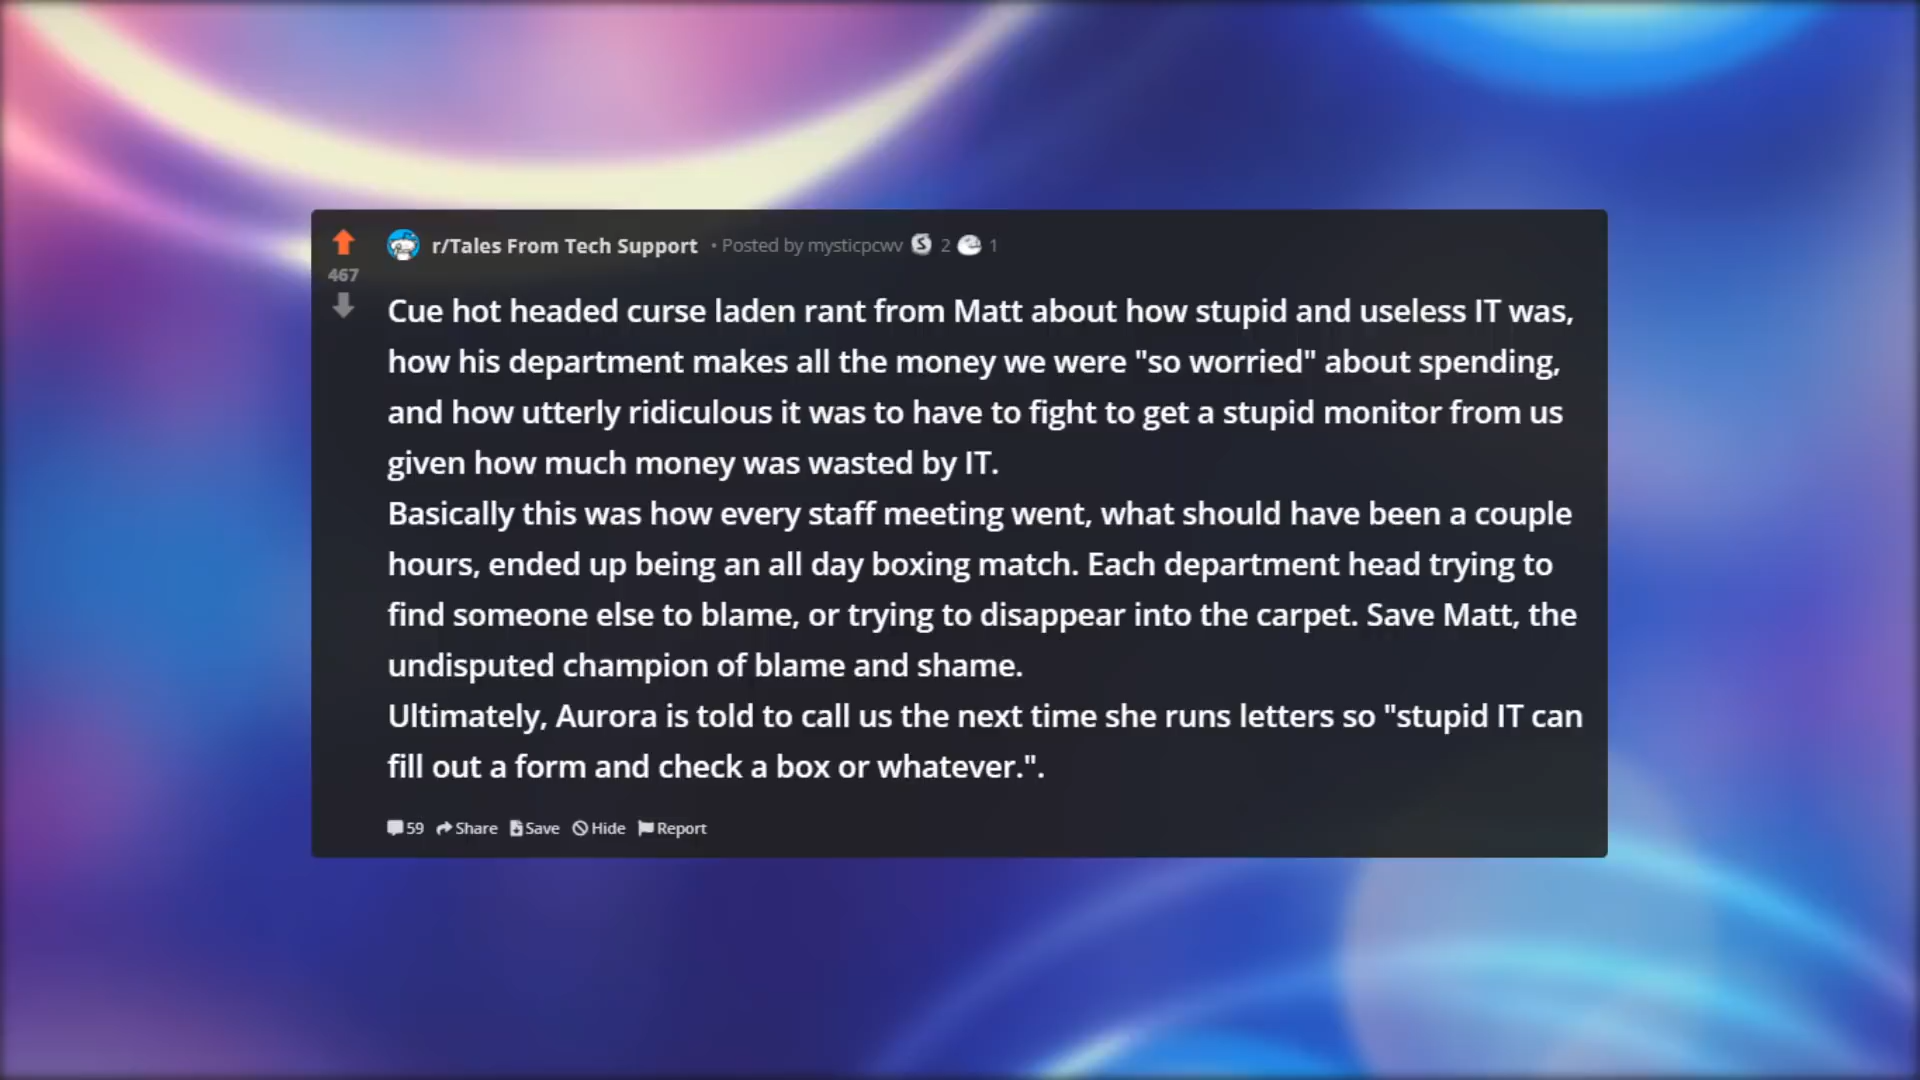 r/Tales From Tech Support • Posted by mysticpcwv 2 1
467
Cue hot headed curse laden rant from Matt about how stupid and useless IT was,
how his department makes all the money we were "so worried" about spending,
and how utterly ridiculous it was to have to fight to get a stupid monitor from us
given how much money was wasted by IT.
Basically this was how every staff meeting went, what should have been a couple
hours, ended up being an all day boxing match. Each department head trying to
find someone else to blame, or trying to disappear into the carpet. Save Matt, the
undisputed champion of blame and shame.
Ultimately, Aurora is told to call us the next time she runs letters so "stupid IT can
fill out a form and check a box or whatever.".
59 Share Save Hide Report